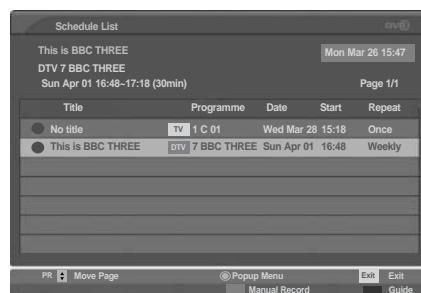 Schedule List
This is BBC THREE
Mon Mar 26 15:47
DTV 7 BBC THREE
Sun Apr 01 16:48~17:18 (30min)
Page 1/1
Title Programme Date Start Repeat
No title TV 1 C 01 Wed Mar 28 15:18 Once
This is BBC THREE DTV 7 BBC THREE Sun Apr 01 16:48 Weekly
PR Move Page Popup Menu Exit Exit
Manual Record Guide